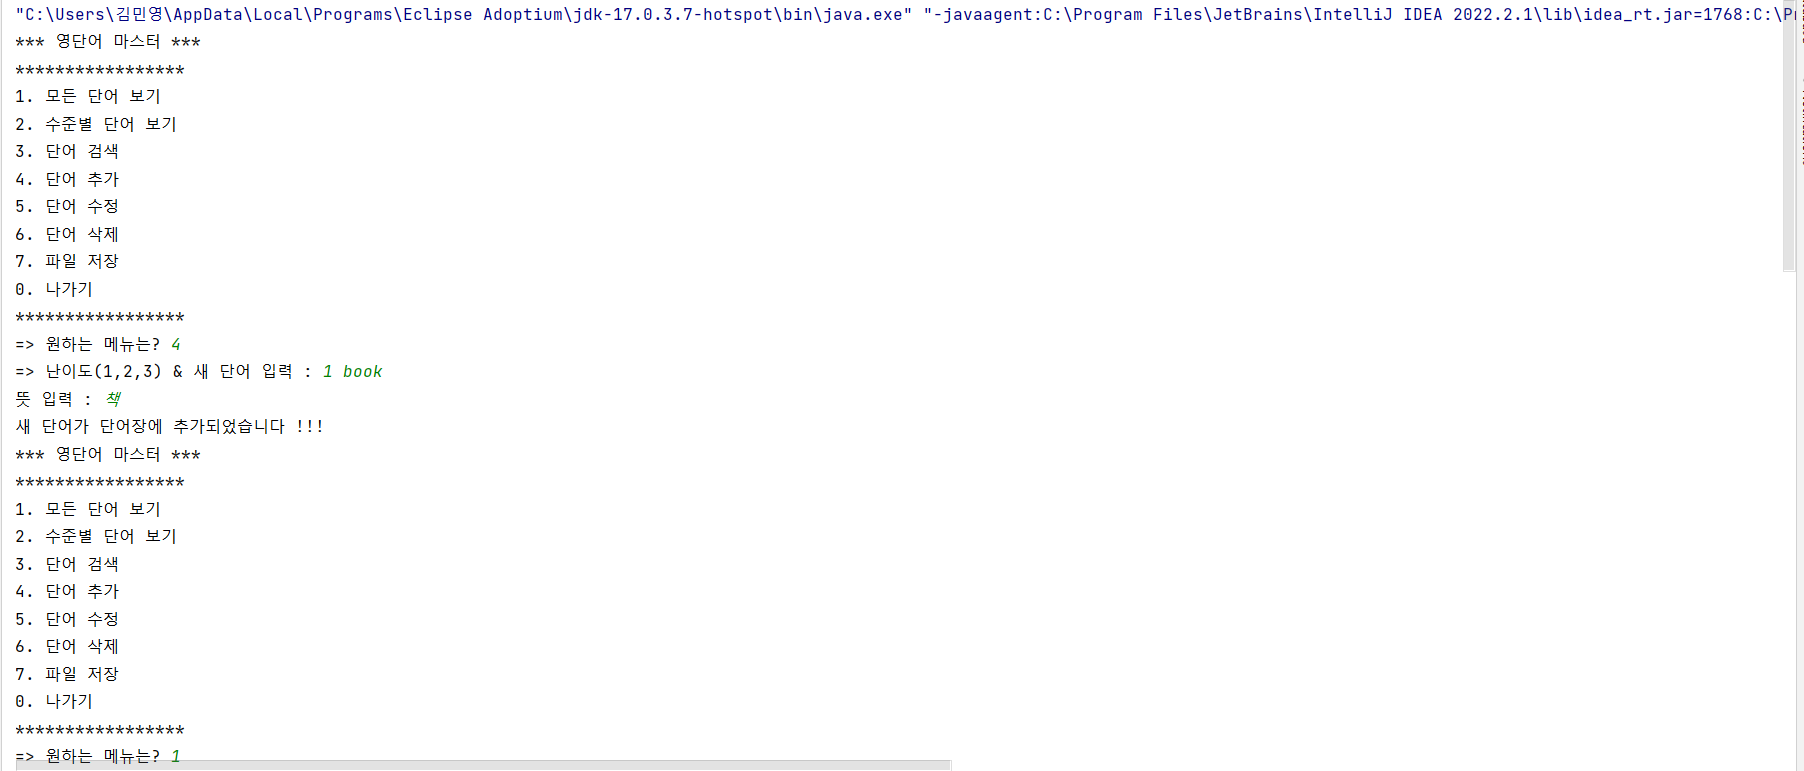 "C:\Users\김민영\AppData\Local\Programs\Eclipse Adoptium\jdk-17.0.3.7-hotspot\bin\java.exe" "-javaagent:C:\Program Files\JetBrains\IntelliJ IDEA 2022.2.1\lib\idea_rt.jar=1768:C:\Pr
*** 영단어 마스터 ***
*****************
1. 모든 단어 보기
2. 수준별 단어 보기
3. 단어 검색
4. 단어 추가
5. 단어 수정
6. 단어 삭제
7. 파일 저장
0. 나가기
*****************
=> 원하는 메뉴는? 4
=> 난이도(1,2,3) & 새 단어 입력 : 1 book
뜻 입력 : 책
새 단어가 단어장에 추가되었습니다 !!!
*** 영단어 마스터 ***
*****************
1. 모든 단어 보기
2. 수준별 단어 보기
3. 단어 검색
4. 단어 추가
5. 단어 수정
6. 단어 삭제
7. 파일 저장
0. 나가기
*****************
=> 원하는 메뉴는? 1